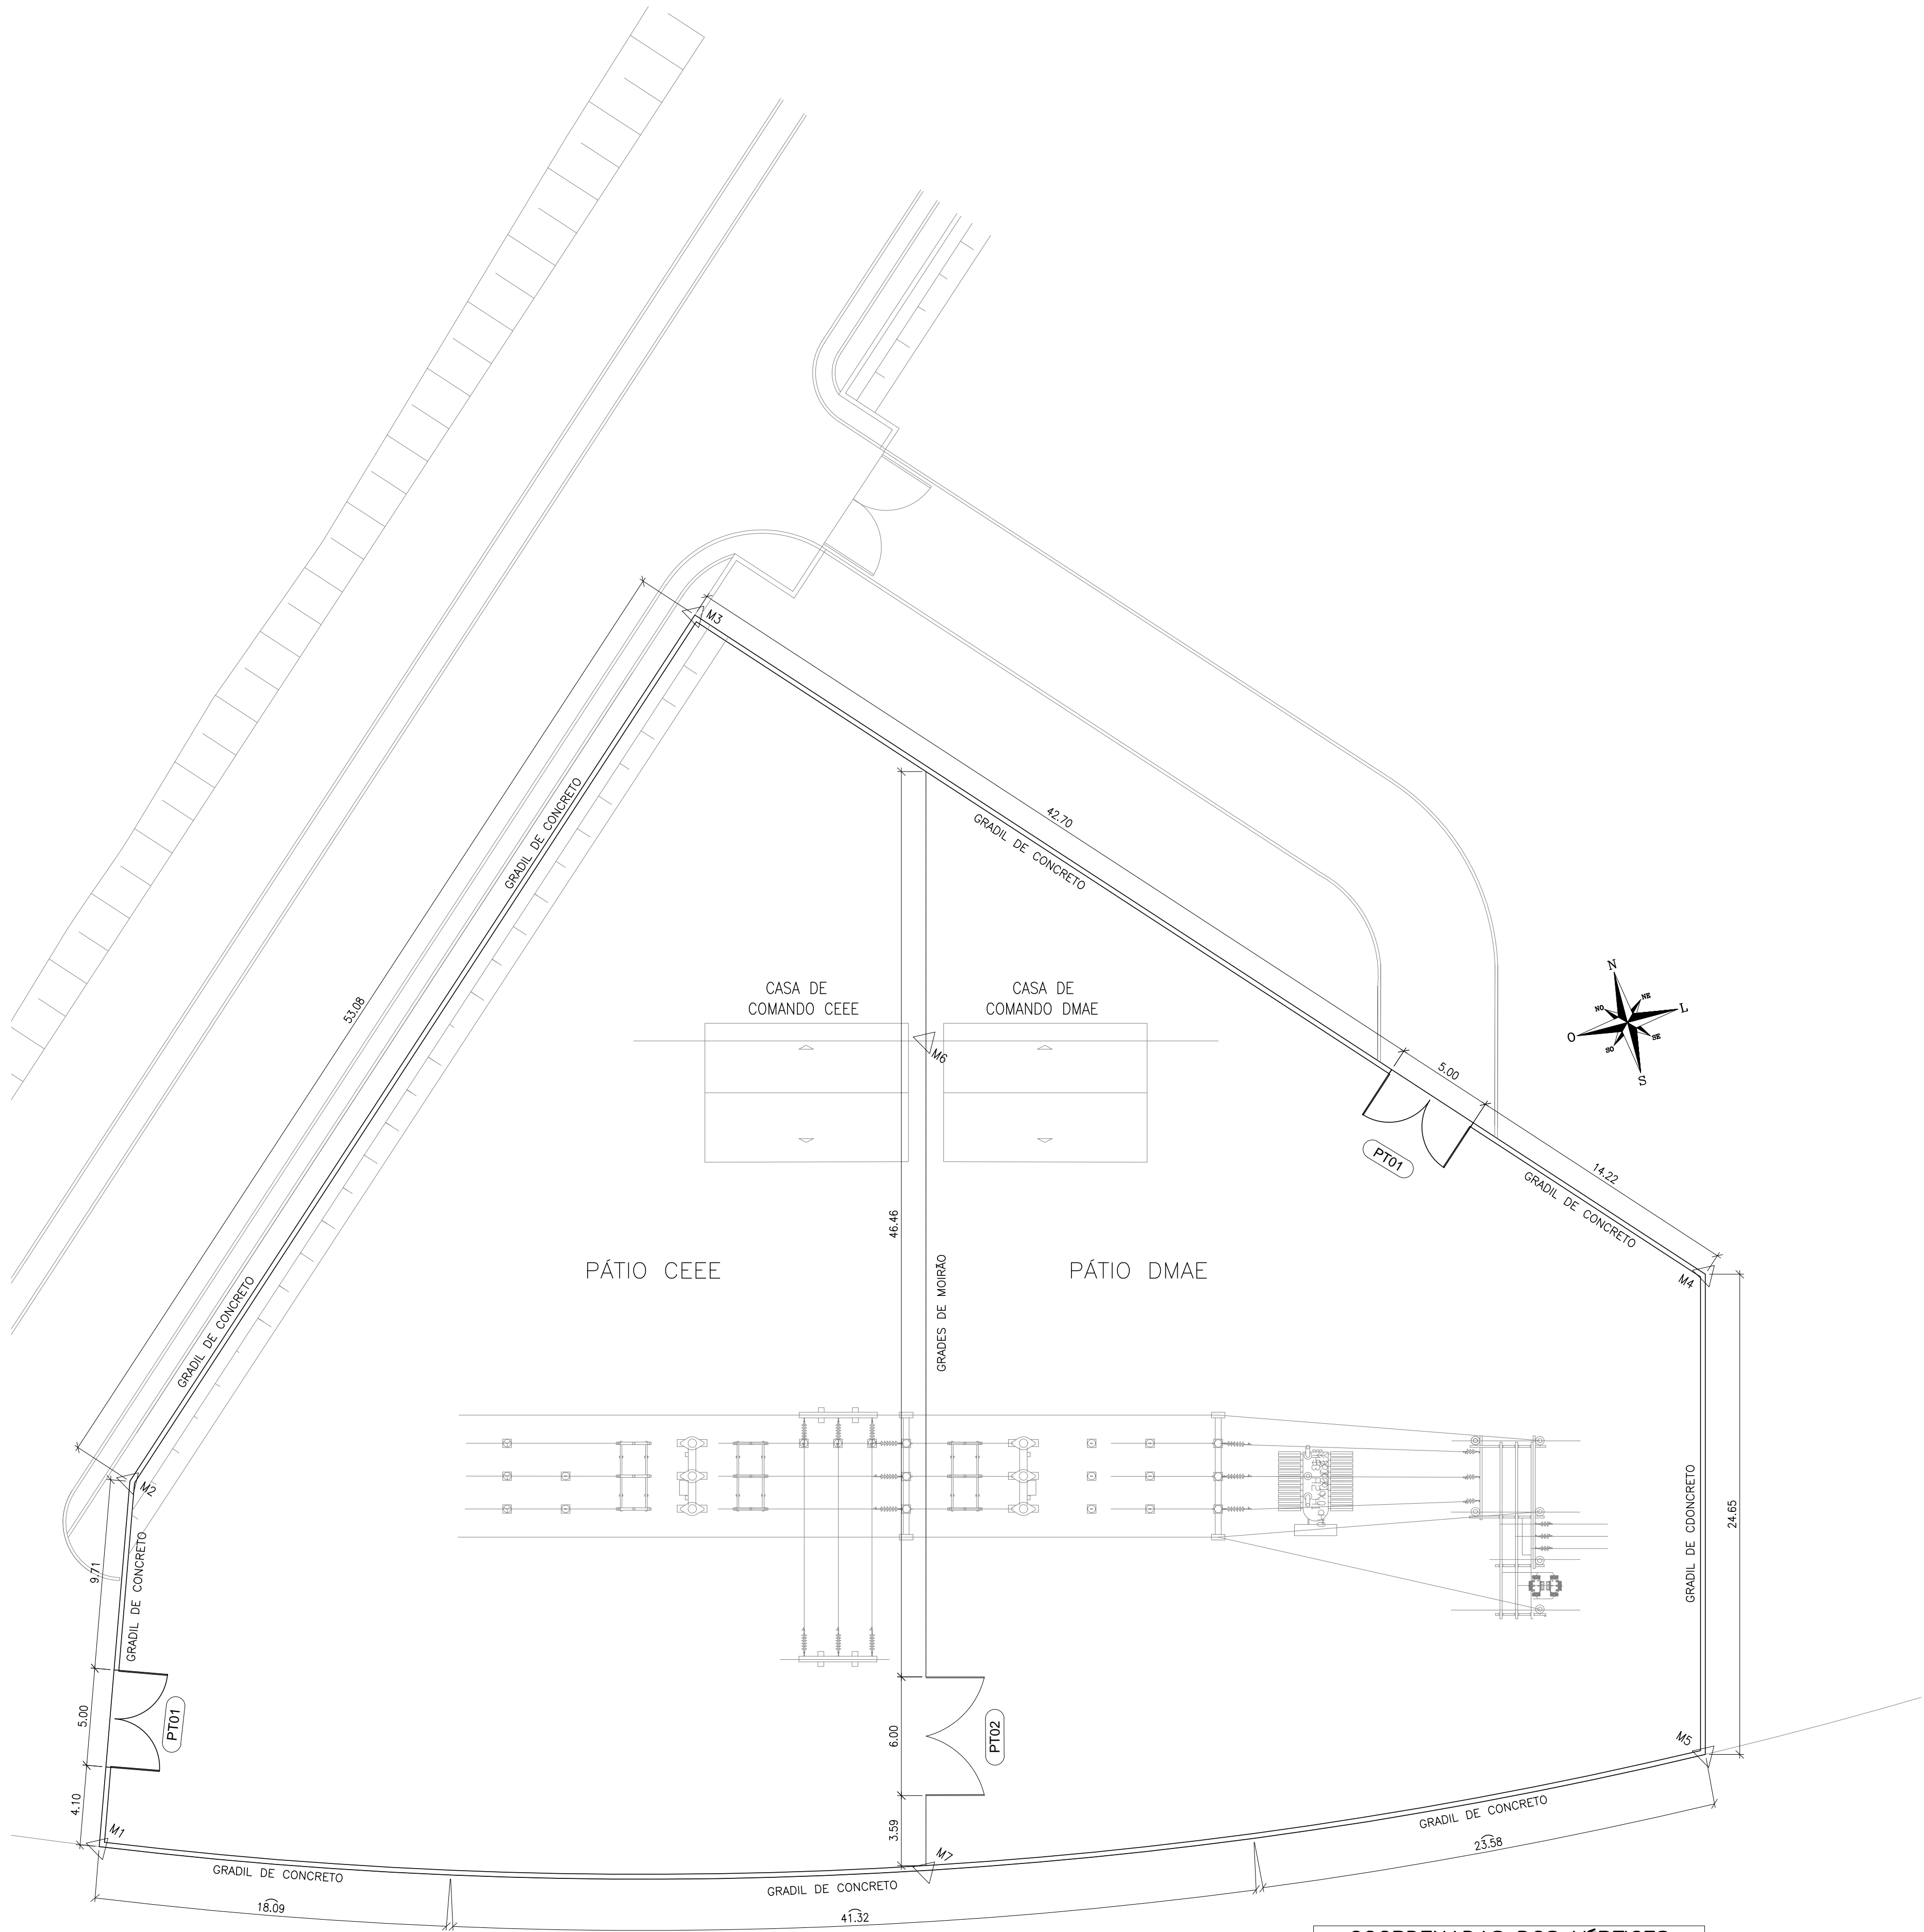 M3
42.70
GRADIL DE CONCRETO
GRADIL DE CONCRETO
53.08
CASA DE
COMANDO CEEE
CASA DE
COMANDO DMAE
M6
N
NO
NE
L
O
SO
SE
S
5.00
PT01
14.22
GRADIL DE CONCRETO
46.46
PÁTIO CEEE
GRADES DE MOIRÃO
PÁTIO DMAE
M4
GRADIL DE CONCRETO
M2
24.65
GRADIL DE CDONCRETO
9.71
GRADIL DE CONCRETO
5.00
PT01
6.00
PT02
M5
4.10
M1
3.59
M7
GRADIL DE CONCRETO
GRADIL DE CONCRETO
GRADIL DE CONCRETO
23.58
18.09
41.32